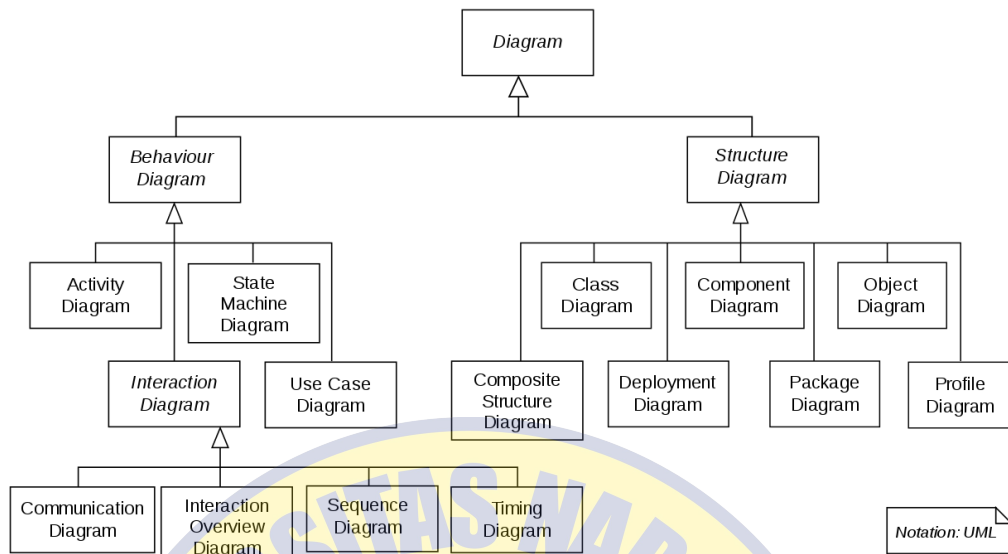 Diagram
Behaviour
Diagram
Structure
Diagram
Activity
Diagram
State
Machine
Diagram
Class
Diagram
Component
Diagram
Object
Diagram
Interaction
Diagram
Use Case
Diagram
Composite
Structure
Diagram
Deployment
Diagram
Package
Diagram
Profile
Diagram
Communication
Diagram
Interaction
Overview
Diagram
Sequence
Diagram
Timing
Diagram
Notation: UML